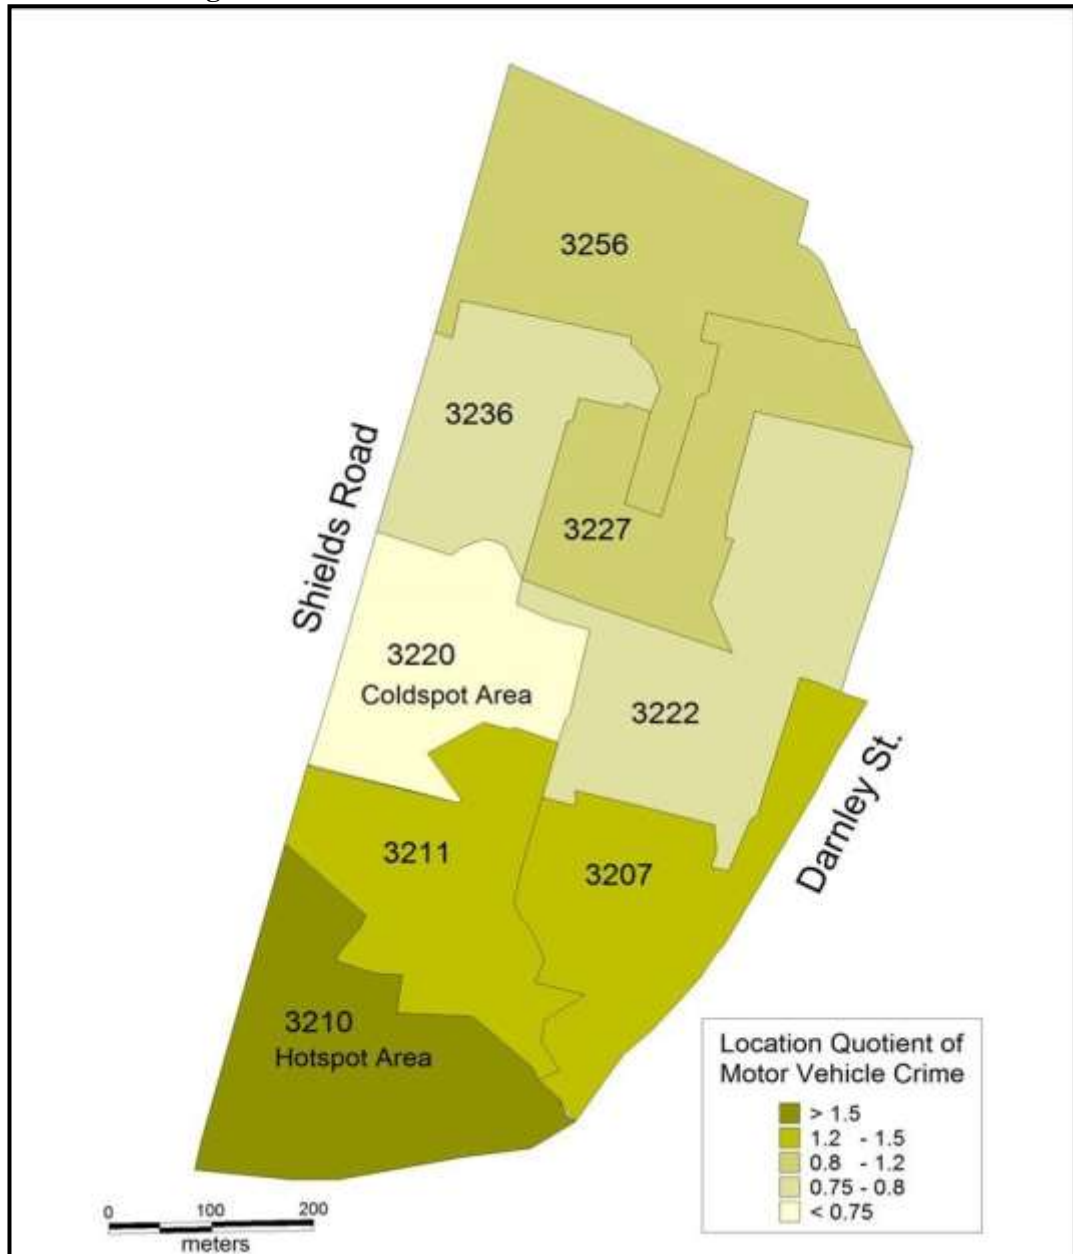 3256
3236
Shields Road
3227
3220
Coldspot Area
3222
Darnley St.
3211
3207
3210
Hotspot Area
Location Quotient of
Motor Vehicle Crime
> 1.5
1.2 - 1.5
0.8 - 1.2
0.75 - 0.8
< 0.75
0 100 200
meters